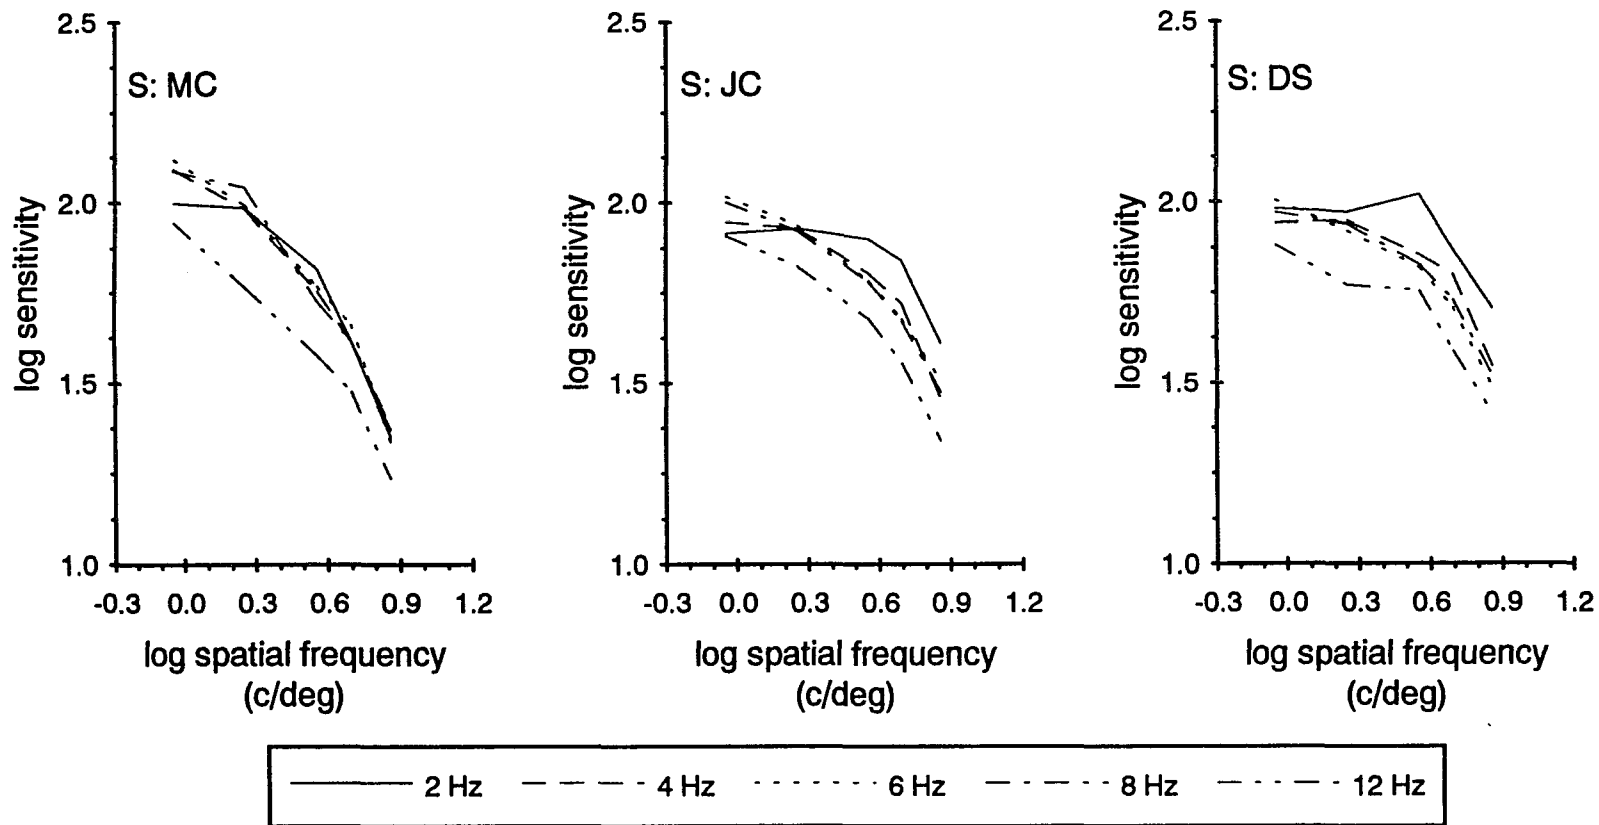 S: MC
log sensitivity
2.5
2.0
1.5
1.0
-0.3 0.0 0.3 0.6 0.9 1.2
log spatial frequency
(c/deg)
S: JC
log sensitivity
2.5
2.0
1.5
1.0
-0.3 0.0 0.3 0.6 0.9 1.2
log spatial frequency
(c/deg)
S: DS
log sensitivity
2.5
2.0
1.5
1.0
-0.3 0.0 0.3 0.6 0.9 1.2
log spatial frequency
(c/deg)
2 Hz 4 Hz 6 Hz 8 Hz 12 Hz